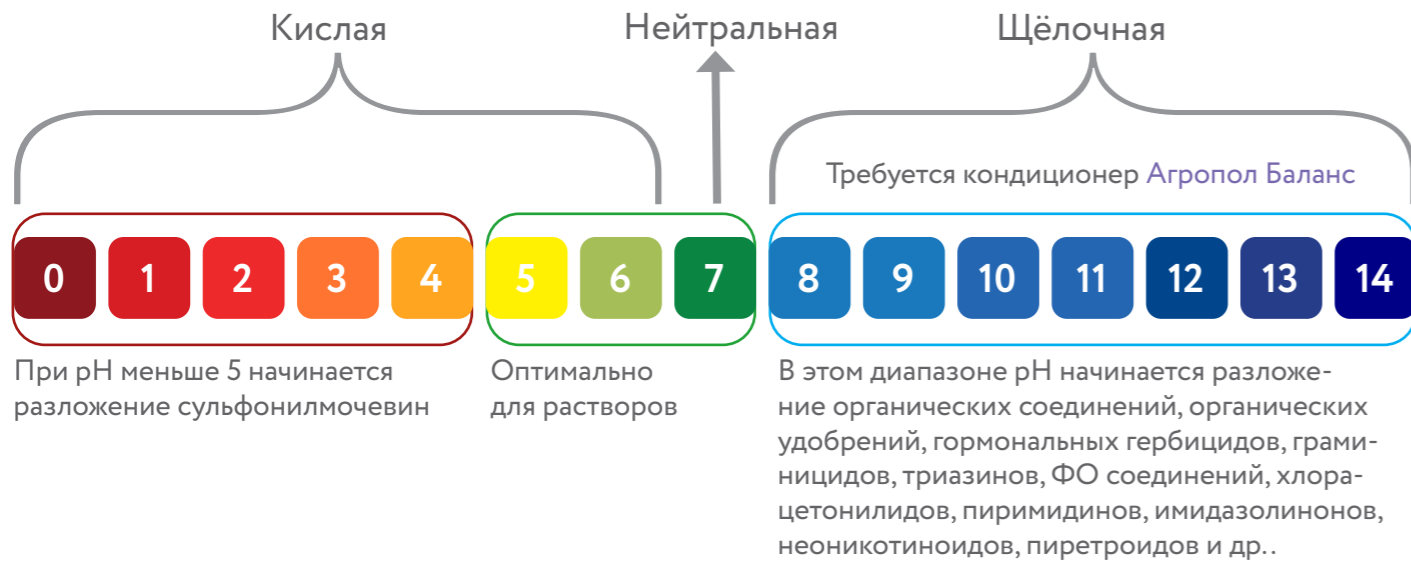 Кислая
Нейтральная
Щёлочная
Требуется кондиционер Агропол Баланс
0 1 2 3 4 5 6 7 8 9 10 11 12 13 14
При pH меньше 5 начинается
разложение сульфонилмочевин
Оптимально
для растворов
В этом диапазоне pH начинается разложе-
ние органических соединений, органических
удобрений, гормональных гербицидов, грами-
ницидов, триазинов, ФО соединений, хлора-
цетонилидов, пиримидинов, имидазолинонов,
неоникотиноидов, пиретроидов и др..